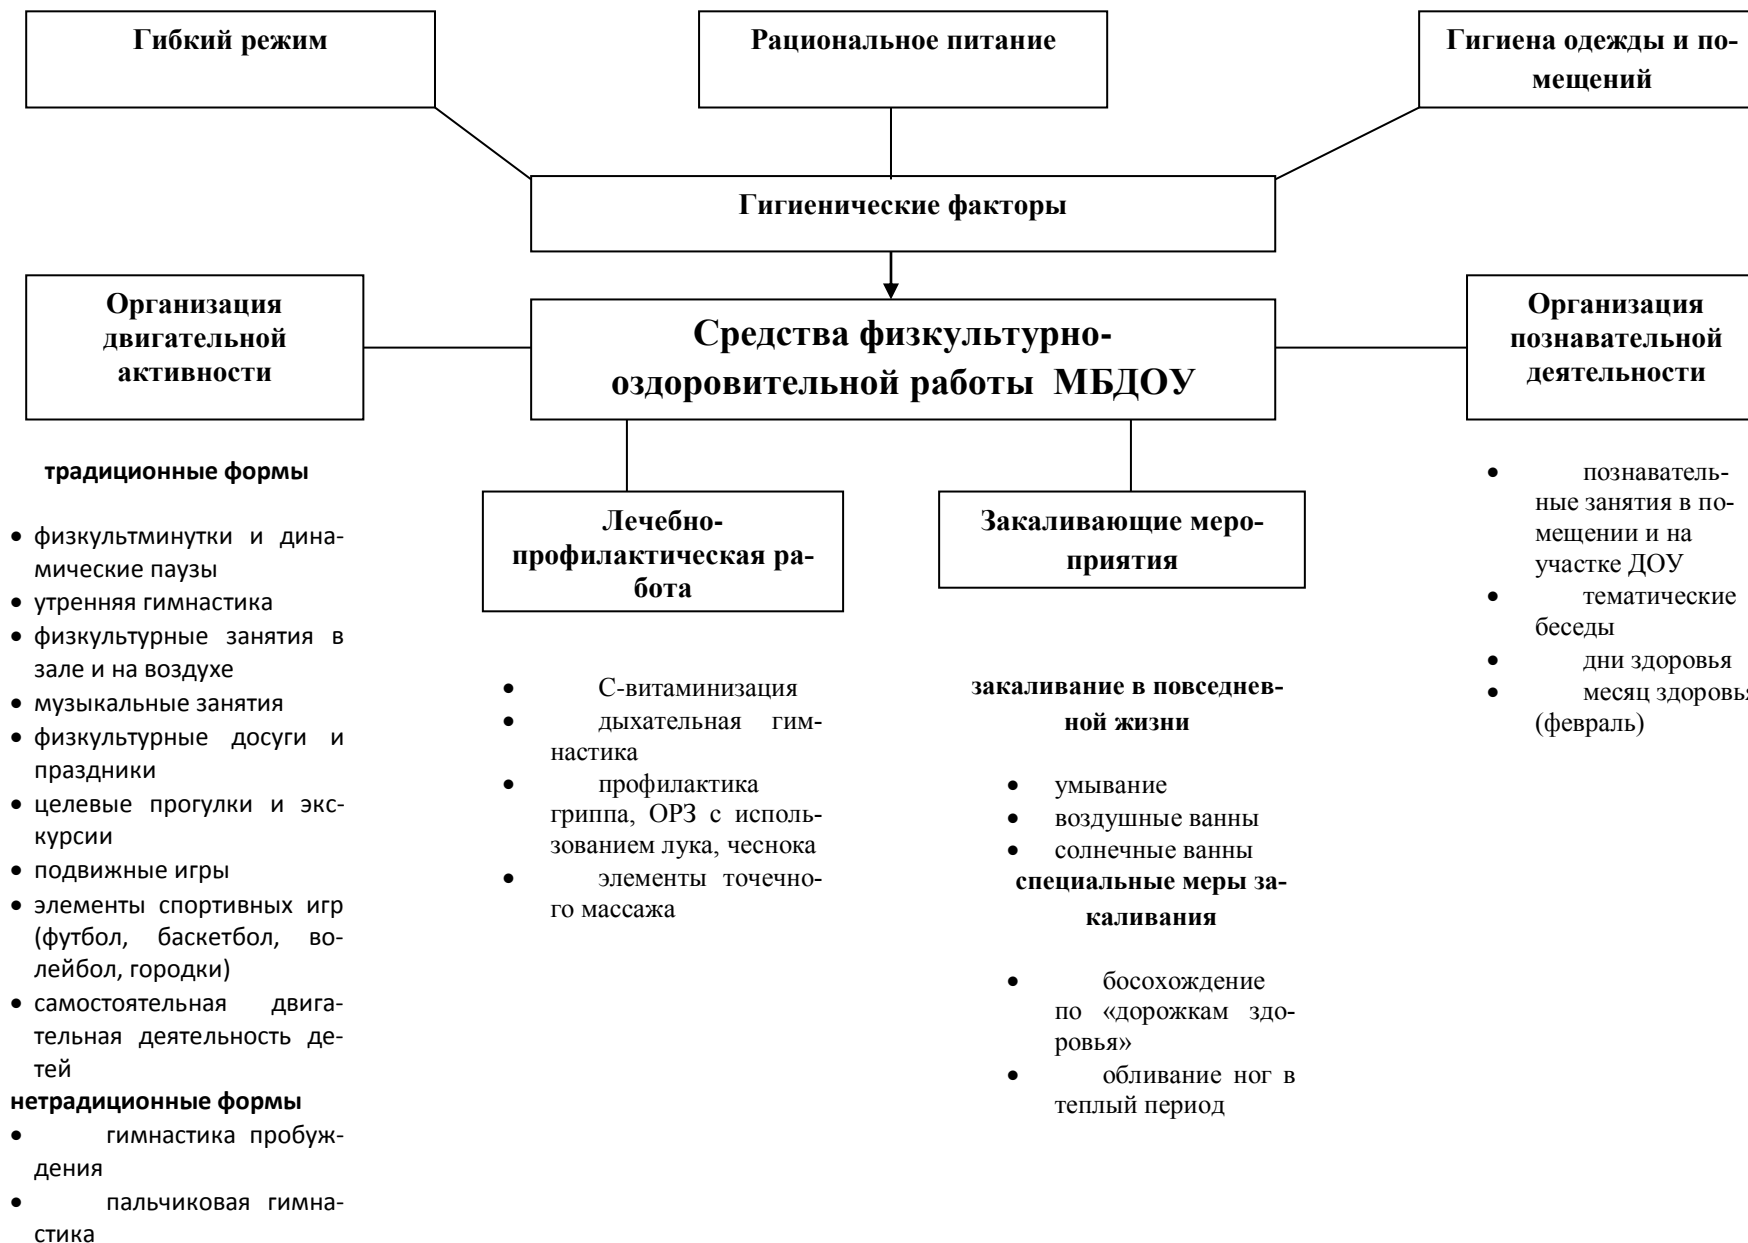 Гибкий режим
Рациональное питание
Гигиена одежды и по-
мещений
Гигиенические факторы
Организация
двигательной
активности
Средства физкультурно-
оздоровительной работы МБДОУ
Организация
познавательной
деятельности
традиционные формы
• физкультминутки и дина-
мические паузы
• утренняя гимнастика
• физкультурные занятия в
зале и на воздухе
• музыкальные занятия
• физкультурные досуги и
праздники
• целевые прогулки и экс-
курсии
• подвижные игры
• элементы спортивных игр
(футбол, баскетбол, во-
лейбол, городки)
• самостоятельная двига-
тельная деятельность де-
тей
нетрадиционные формы
• гимнастика пробуж-
дения
• пальчиковая гимна-
стика
Лечебно-
профилактическая ра-
бота
• С-витаминизация
• дыхательная гим-
настика
• профилактика
гриппа, ОРЗ с исполь-
зованием лука, чеснока
• элементы точечно-
го массажа
Закаливающие меро-
приятия
закаливание в повседнев-
ной жизни
• умывание
• воздушные ванны
• солнечные ванны
специальные меры за-
каливания
• босохождение
по «дорожкам здо-
ровья»
• обливание ног в
теплый период
• познаватель-
ные занятия в по-
мещении и на
участке ДОУ
• тематические
беседы
• дни здоровья
• месяц здоровья
(февраль)